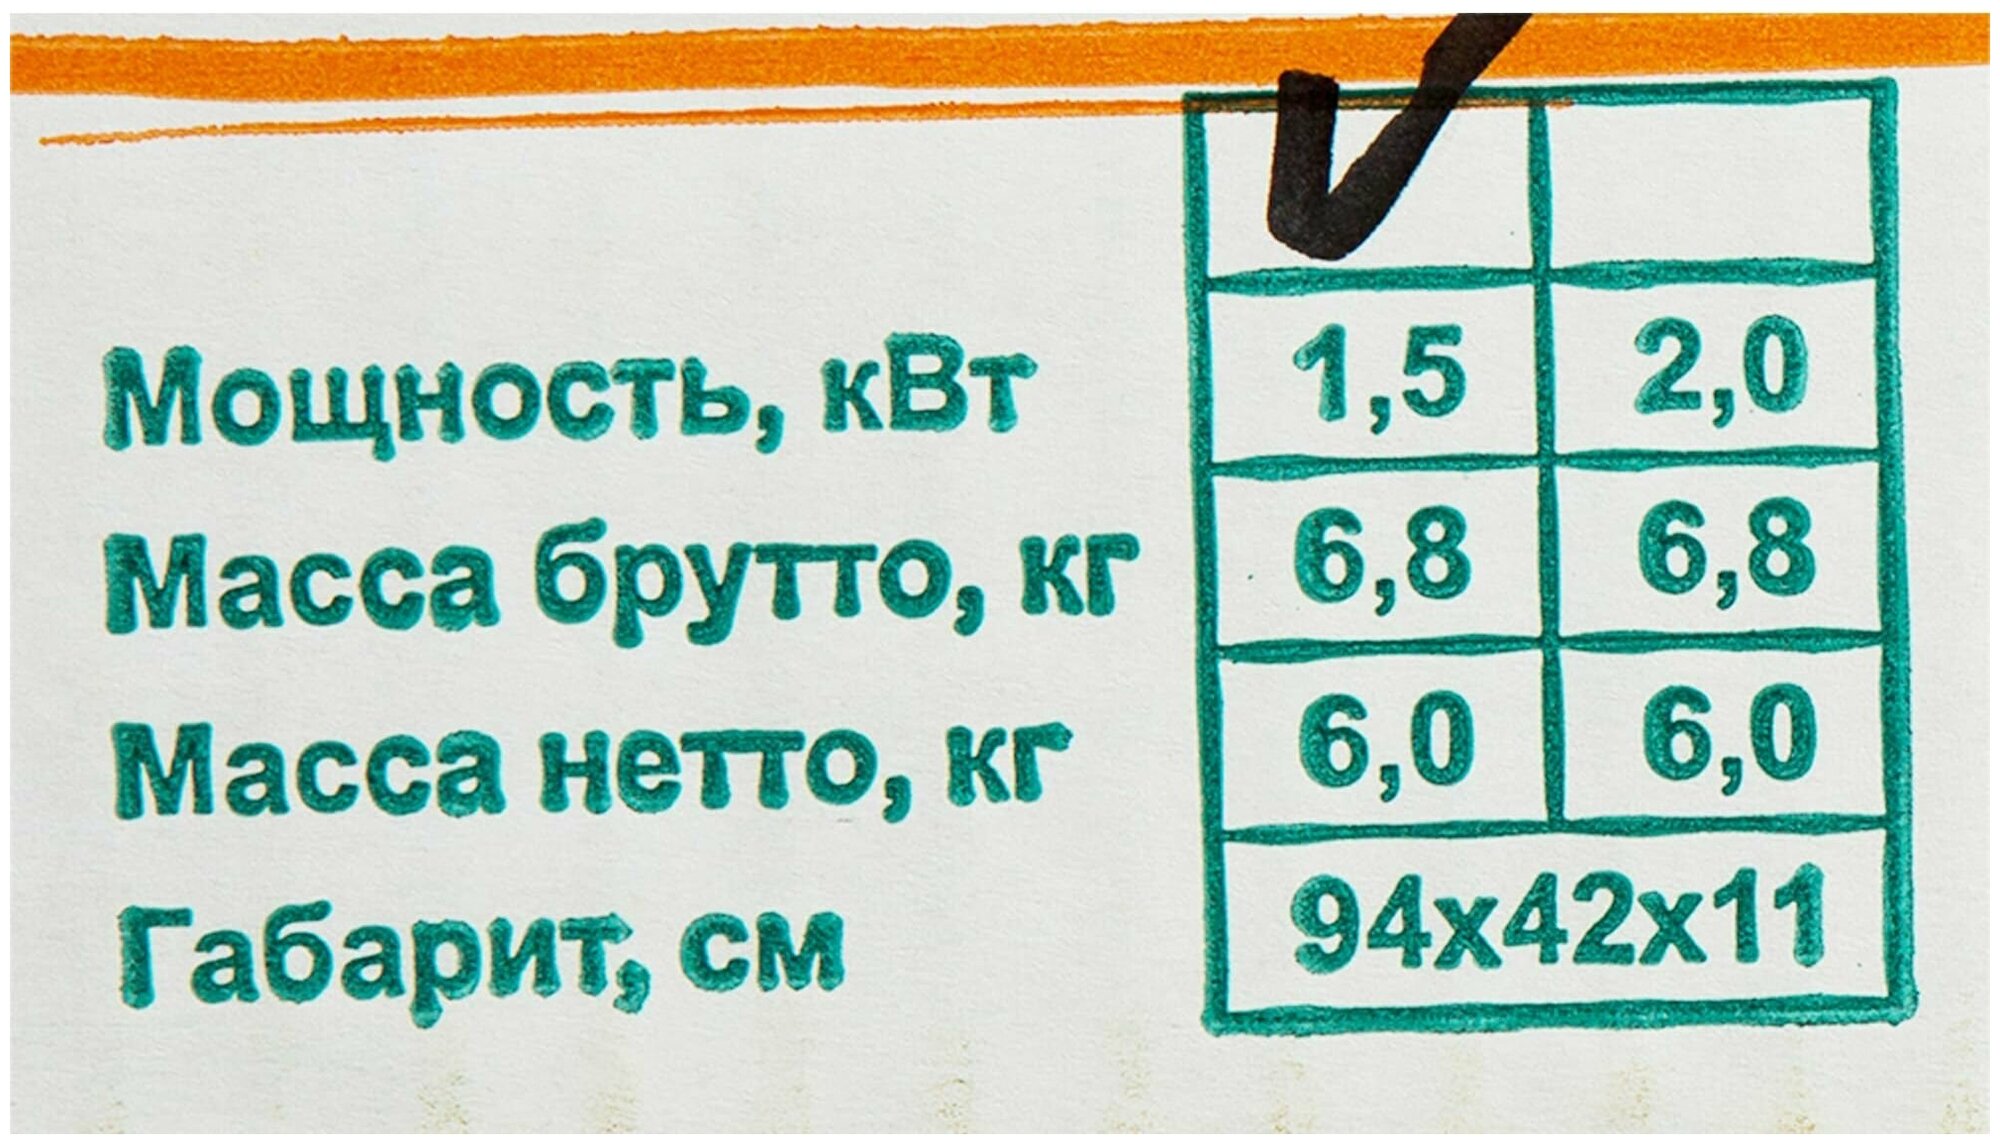 Мощность, кВт 1,5 2,0
Масса брутто, кг 6,8 6,8
Масса нетто, кг 6,0 6,0
Габарит, см 94х42х11